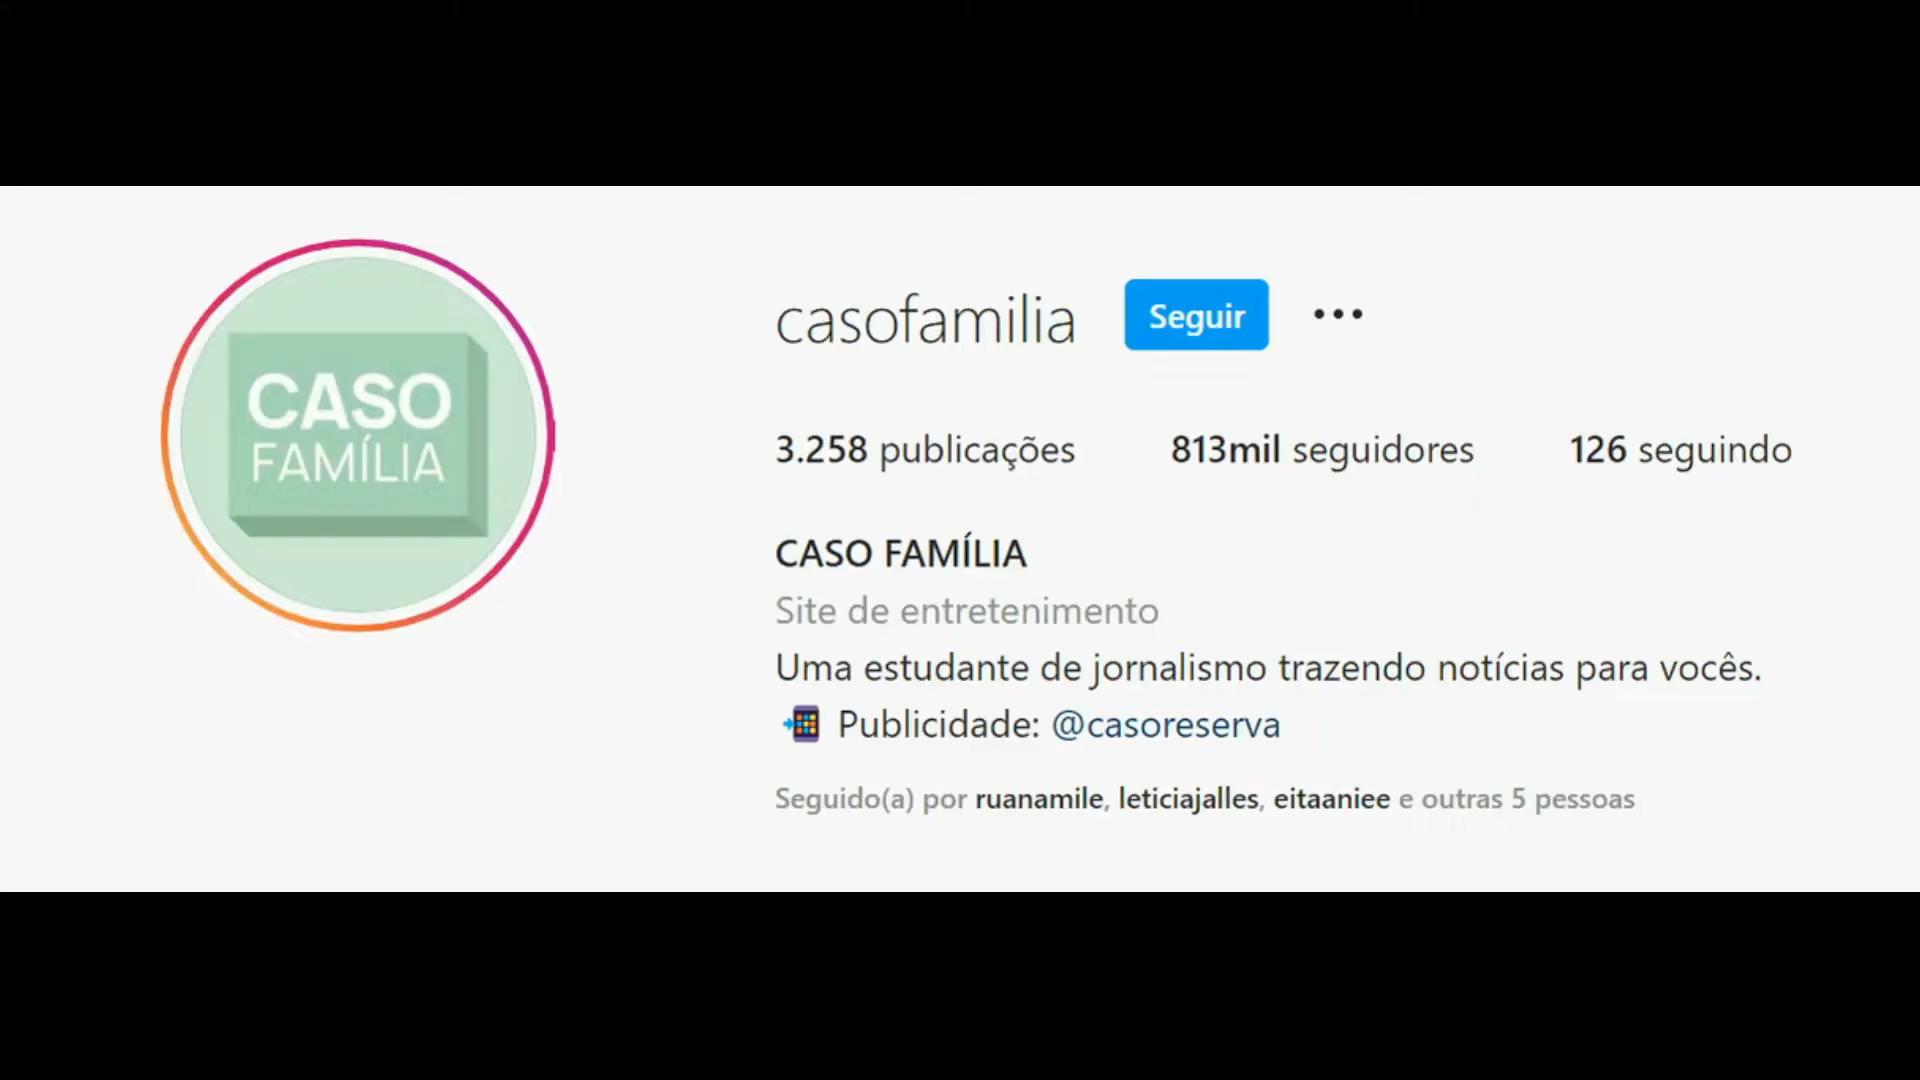 CASO
FAMÍLIA
casofamilia Seguir
3.258 publicações 813mil seguidores 126 seguindo
CASO FAMÍLIA
Site de entretenimento
Uma estudante de jornalismo trazendo notícias para vocês.
📲 Publicidade: @casoreserva
Seguido(a) por ruanamile, leticiajalles, eitaaniee e outras 5 pessoas